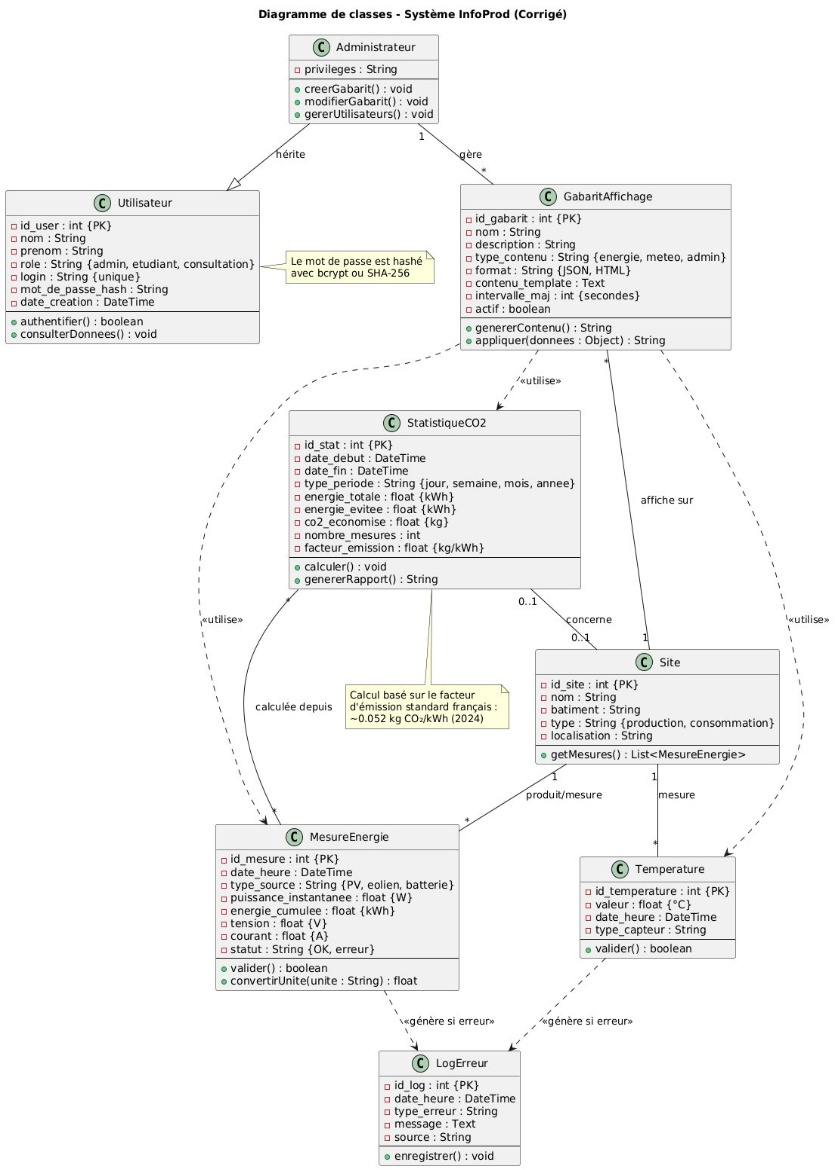 Diagramme de classes - Système InfoProd (Corrigé)
C Administrateur
privileges : String
creerGabarit() : void
modifierGabarit() : void
gererUtilisateurs() : void
hérite
1
gère
*
C Utilisateur
id_user : int {PK}
nom : String
prenom : String
role : String {admin, etudiant, consultation}
login : String {unique}
mot_de_passe_hash : String
date_creation : DateTime
authentifier() : boolean
consulterDonnees() : void
Le mot de passe est hashé
avec bcrypt ou SHA-256
C GabaritAffichage
id_gabarit : int {PK}
nom : String
description : String
type_contenu : String {energie, meteo, admin}
format : String {JSON, HTML}
contenu_template : Text
intervalle_maj : int {secondes}
actif : boolean
genererContenu() : String
appliquer(donnees : Object) : String
«utilise»
*
affiche sur
1
«utilise»
«utilise»
C StatistiqueCO2
id_stat : int {PK}
date_debut : DateTime
date_fin : DateTime
type_periode : String {jour, semaine, mois, annee}
energie_totale : float {kWh}
energie_evitee : float {kWh}
co2_economise : float {kg}
nombre_mesures : int
facteur_emission : float {kg/kWh}
calculer() : void
genererRapport() : String
*
calculée depuis
*
0..1
concerne
0..1
Calcul basé sur le facteur
d'émission standard français :
~0.052 kg CO₂/kWh (2024)
C Site
id_site : int {PK}
nom : String
batiment : String
type : String {production, consommation}
localisation : String
getMesures() : List<MesureEnergie>
1
produit/mesure
*
1
mesure
*
C MesureEnergie
id_mesure : int {PK}
date_heure : DateTime
type_source : String {PV, eolien, batterie}
puissance_instantanee : float {W}
energie_cumulee : float {kWh}
tension : float {V}
courant : float {A}
statut : String {OK, erreur}
valider() : boolean
convertirUnite(unite : String) : float
C Temperature
id_temperature : int {PK}
valeur : float {°C}
date_heure : DateTime
type_capteur : String
valider() : boolean
«génère si erreur»
«génère si erreur»
C LogErreur
id_log : int {PK}
date_heure : DateTime
type_erreur : String
message : Text
source : String
enregistrer() : void